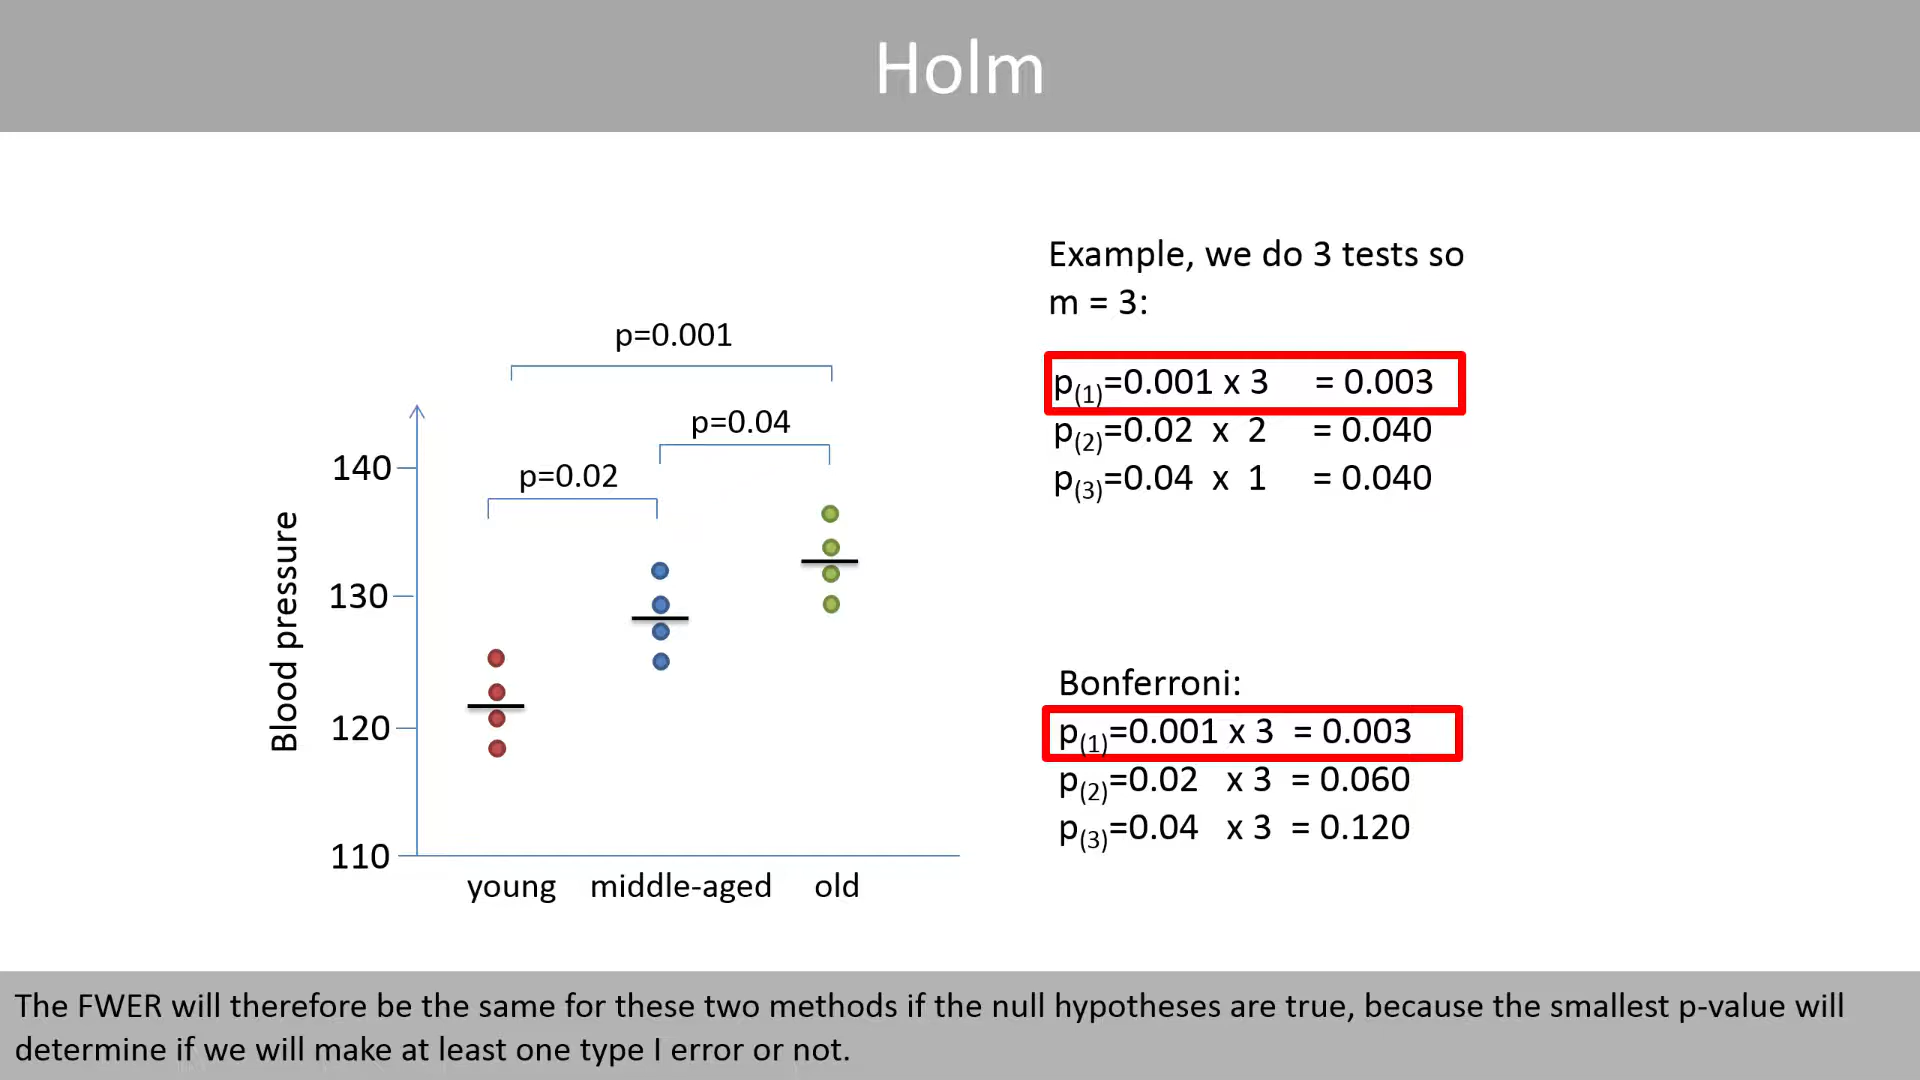 Holm
Example, we do 3 tests so
m = 3:
p(1)=0.001 x 3 = 0.003
p(2)=0.02 x 2 = 0.040
p(3)=0.04 x 1 = 0.040
p=0.001
p=0.04
p=0.02
140
130
120
110
Blood pressure
young middle-aged old
Bonferroni:
p(1)=0.001 x 3 = 0.003
p(2)=0.02 x 3 = 0.060
p(3)=0.04 x 3 = 0.120
The FWER will therefore be the same for these two methods if the null hypotheses are true, because the smallest p-value will
determine if we will make at least one type I error or not.